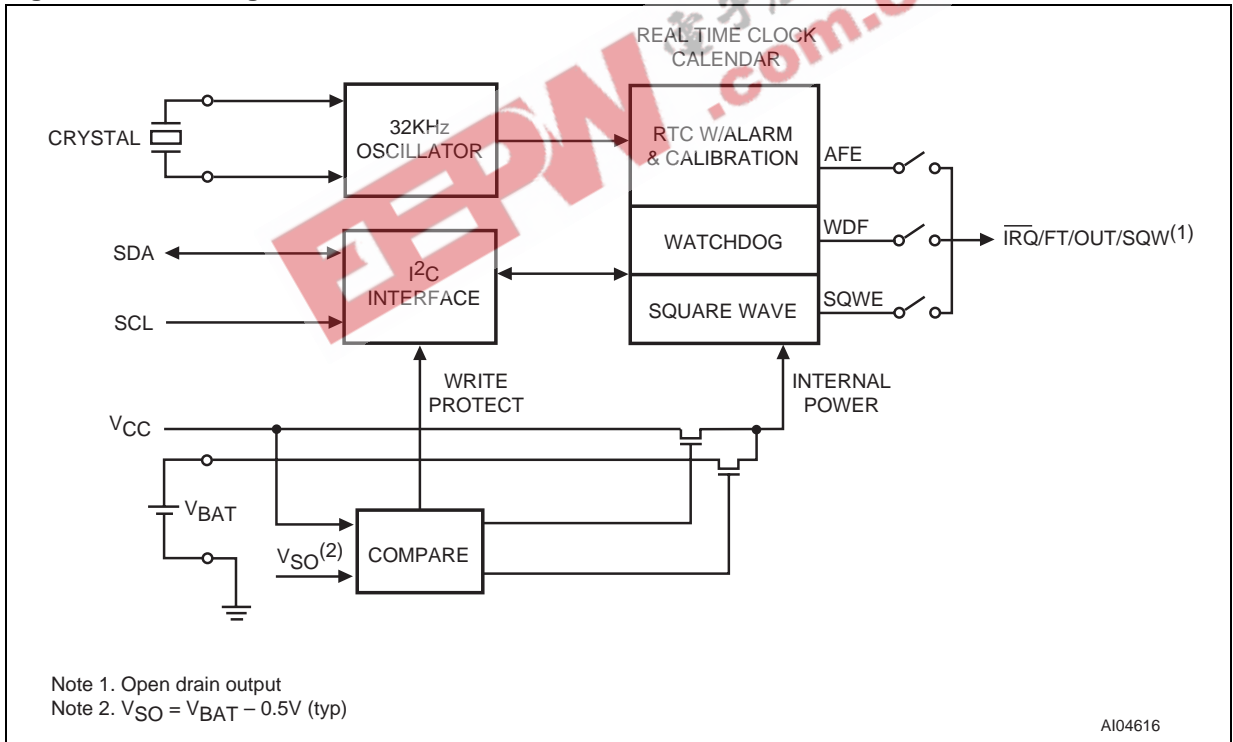 REAL TIME CLOCK
CALENDAR
CRYSTAL
32KHz
OSCILLATOR
RTC W/ALARM
& CALIBRATION
AFE
WATCHDOG
WDF
IRQ/FT/OUT/SQW(1)
SDA
SCL
I2C
INTERFACE
SQUARE WAVE
SQWE
WRITE
PROTECT
INTERNAL
POWER
VCC
VBAT
VSO(2)
COMPARE
Note 1. Open drain output
Note 2. VSO = VBAT – 0.5V (typ)
AI04616
EEPW
.com.c